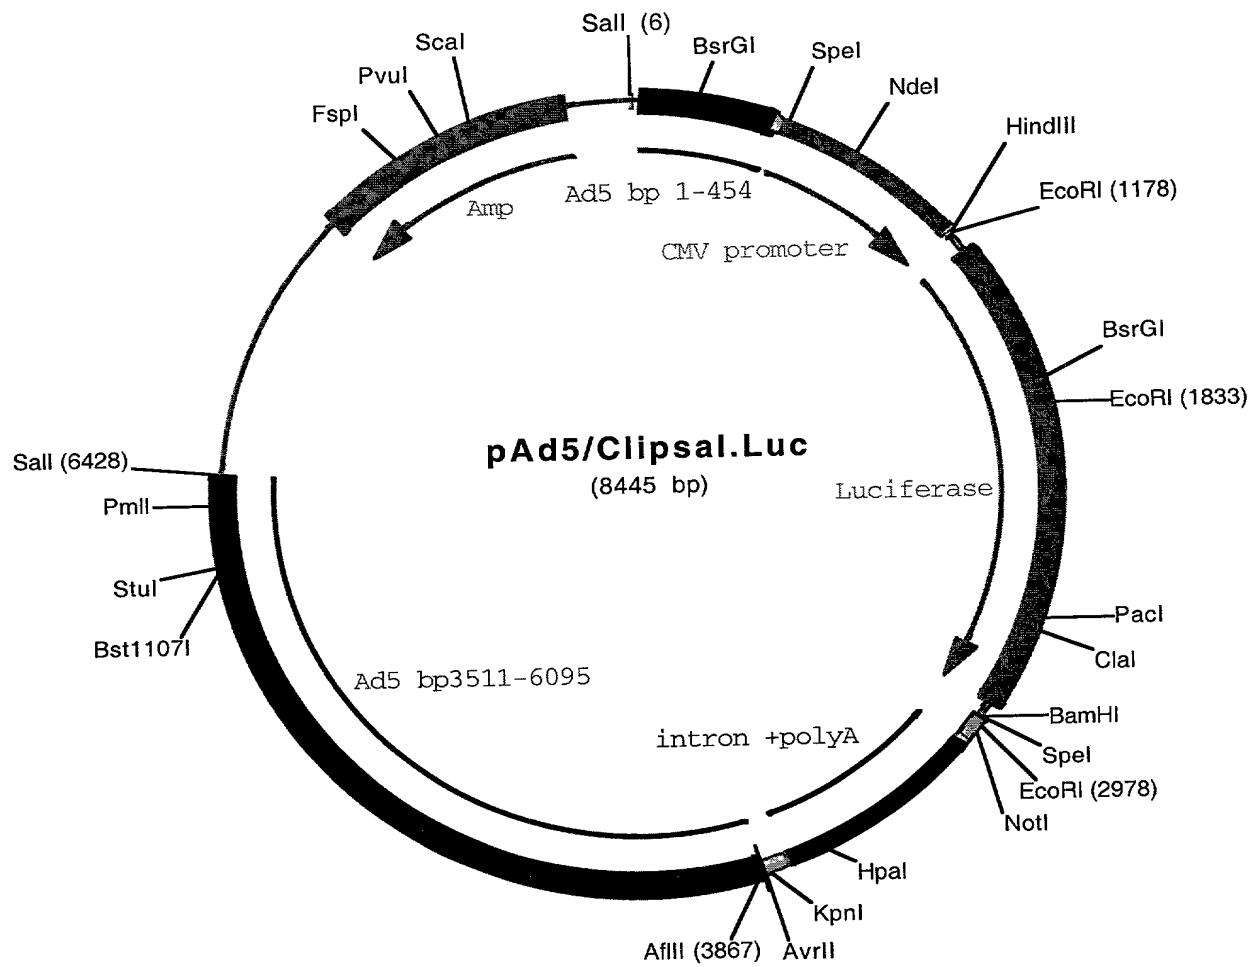 SalI (6)
BsrGI
SpeI
NdeI
HindIII
EcoRI (1178)
BsrGI
EcoRI (1833)
PacI
ClaI
BamHI
SpeI
EcoRI (2978)
NotI
HpaI
KpnI
AvrII
AflII (3867)
Bst1107I
StuI
PmlI
SalI (6428)
FspI
PvuI
ScaI
Amp
Ad5 bp 1-454
CMV promoter
Luciferase
intron +polyA
Ad5 bp3511-6095
pAd5/Clipsal.Luc
(8445 bp)